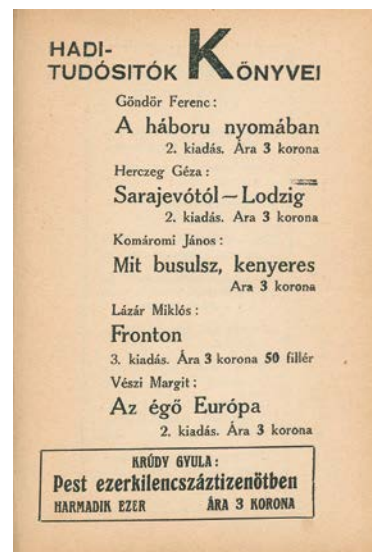 HADI-
TUDÓSITÓK KÖNYVEI
Göndör Ferenc:
A háboru nyomában
2. kiadás. Ára 3 korona
Herczeg Géza:
Sarajevótól—Lodzig
2. kiadás. Ára 3 korona
Komáromi János:
Mit busulsz, kenyeres
Ara 3 korona
Lázár Miklós:
Fronton
3. kiadás. Ára 3 korona 50 fillér
Vészi Margit:
Az égő Európa
2. kiadás. Ára 3 korona
KRÚDY GYULA:
Pest ezerkilencszáztizenötben
HARMADIK EZER ÁRA 3 KORONA